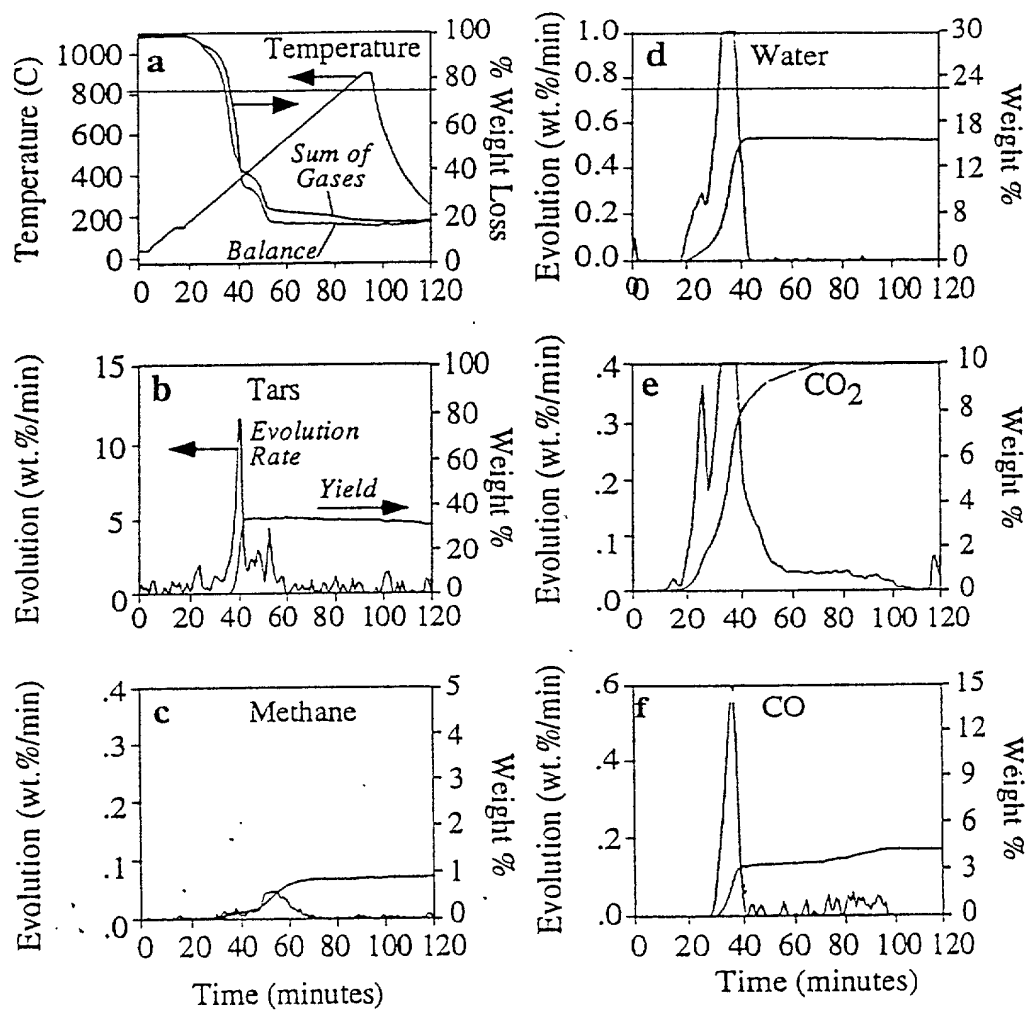 a
Temperature
Sum of
Gases
Balance
Temperature (C)
1000
800
600
400
200
0
% Weight Loss
100
80
60
40
20
0
0 20 40 60 80 100 120
d
Water
Evolution (wt.%/min)
1.0
0.8
0.6
0.4
0.2
0.0
Weight %
30
24
18
12
8
0
0 20 40 60 80 100 120
b
Tars
Evolution
Rate
Yield
Evolution (wt.%/min)
15
10
5
0
Weight %
100
80
60
40
20
0
0 20 40 60 80 100 120
e
CO2
Evolution (wt.%/min)
.4
.3
.2
.1
.0
Weight %
10
8
6
4
2
0
0 20 40 60 80 100 120
c
Methane
Evolution (wt.%/min)
.4
.3
.2
.1
.0
Weight %
5
4
3
2
1
0
0 20 40 60 80 100 120
Time (minutes)
f
CO
Evolution (wt.%/min)
.6
.4
.2
.0
Weight %
15
12
9
6
3
0
0 20 40 60 80 100 120
Time (minutes)